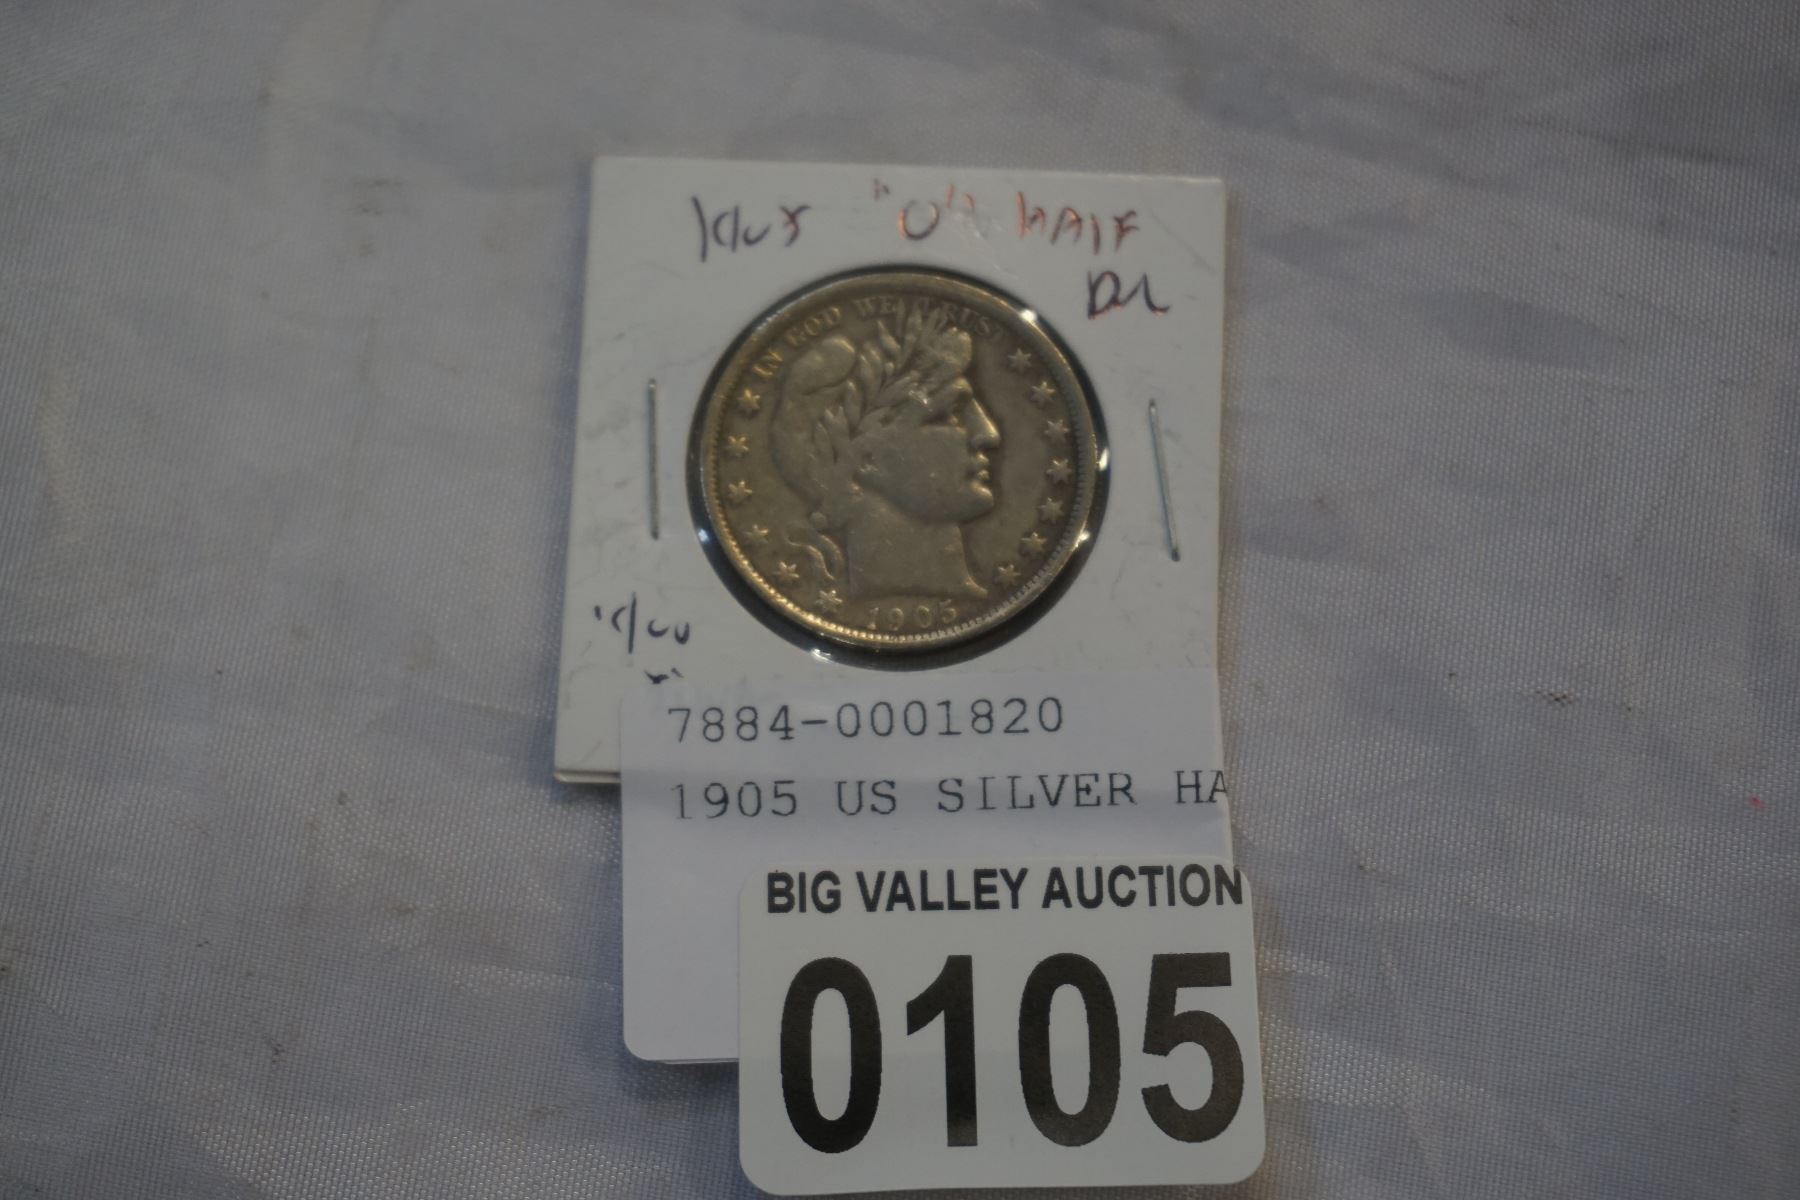 1905 "O" HALF
IN GOD WE TRUST
1905
7884-0001820
1905 US SILVER HA
BIG VALLEY AUCTION
0105